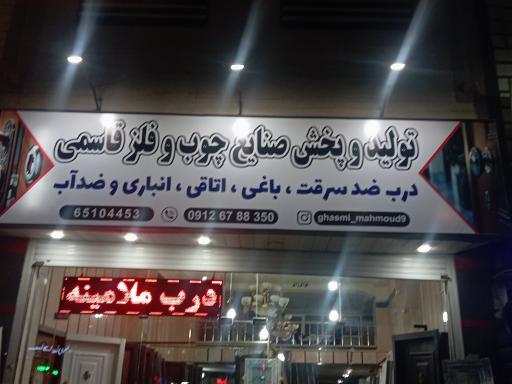 تولید و پخش صنایع چوب و فلز قاسمی
درب ضد سرقت ، باغی ، اتاقی ، انباری و ضدآب
65104453 0912 67 88 350 ghasmi_mahmoud9
درب ملامینه